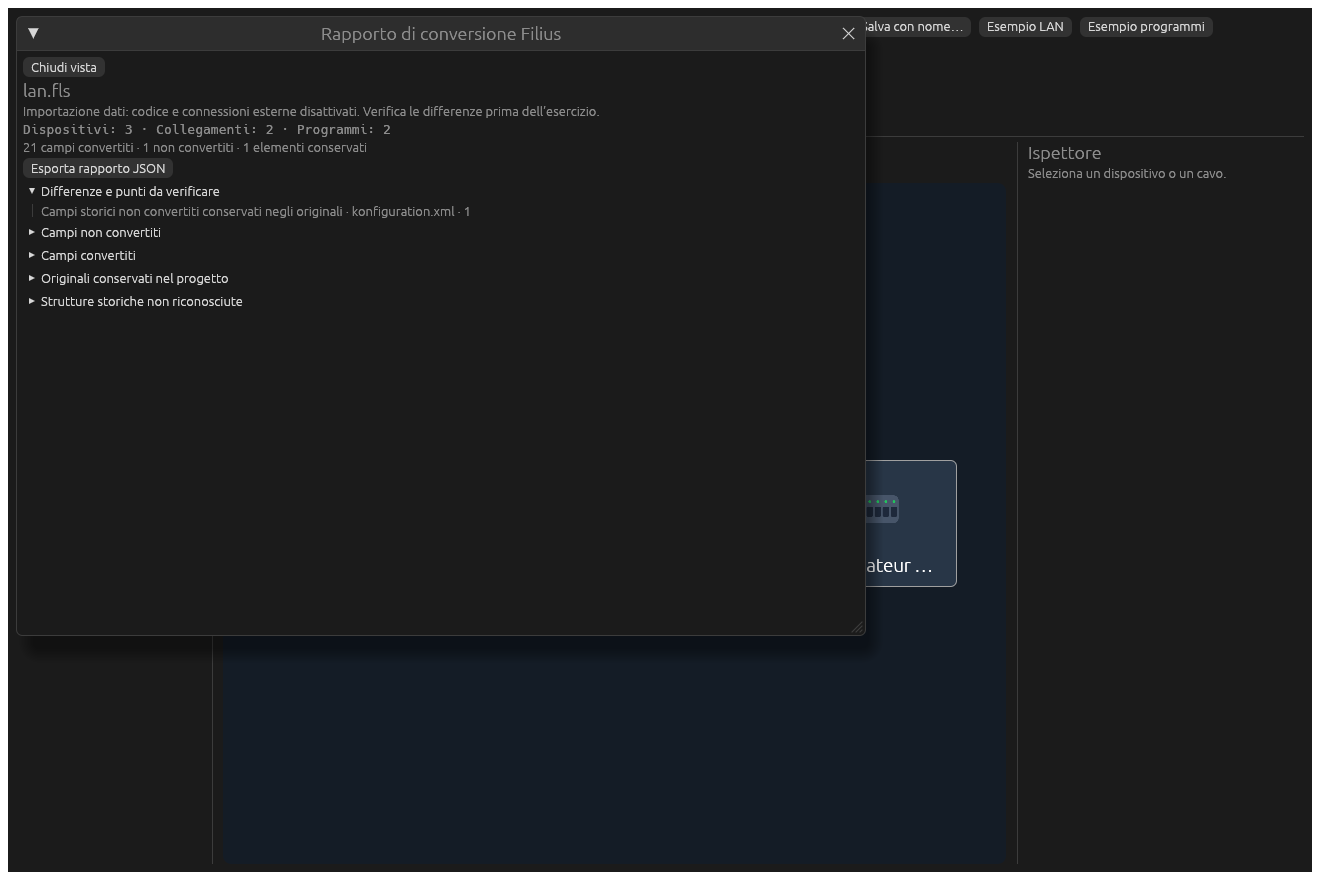 Rapporto di conversione Filius
Salva con nome…
Esempio LAN
Esempio programmi
Chiudi vista
lan.fls
Importazione dati: codice e connessioni esterne disattivati. Verifica le differenze prima dell’esercizio.
Dispositivi: 3 · Collegamenti: 2 · Programmi: 2
21 campi convertiti · 1 non convertiti · 1 elementi conservati
Esporta rapporto JSON
Differenze e punti da verificare
Campi storici non convertiti conservati negli originali · konfiguration.xml · 1
Campi non convertiti
Campi convertiti
Originali conservati nel progetto
Strutture storiche non riconosciute
Ispettore
Seleziona un dispositivo o un cavo.
ateur …